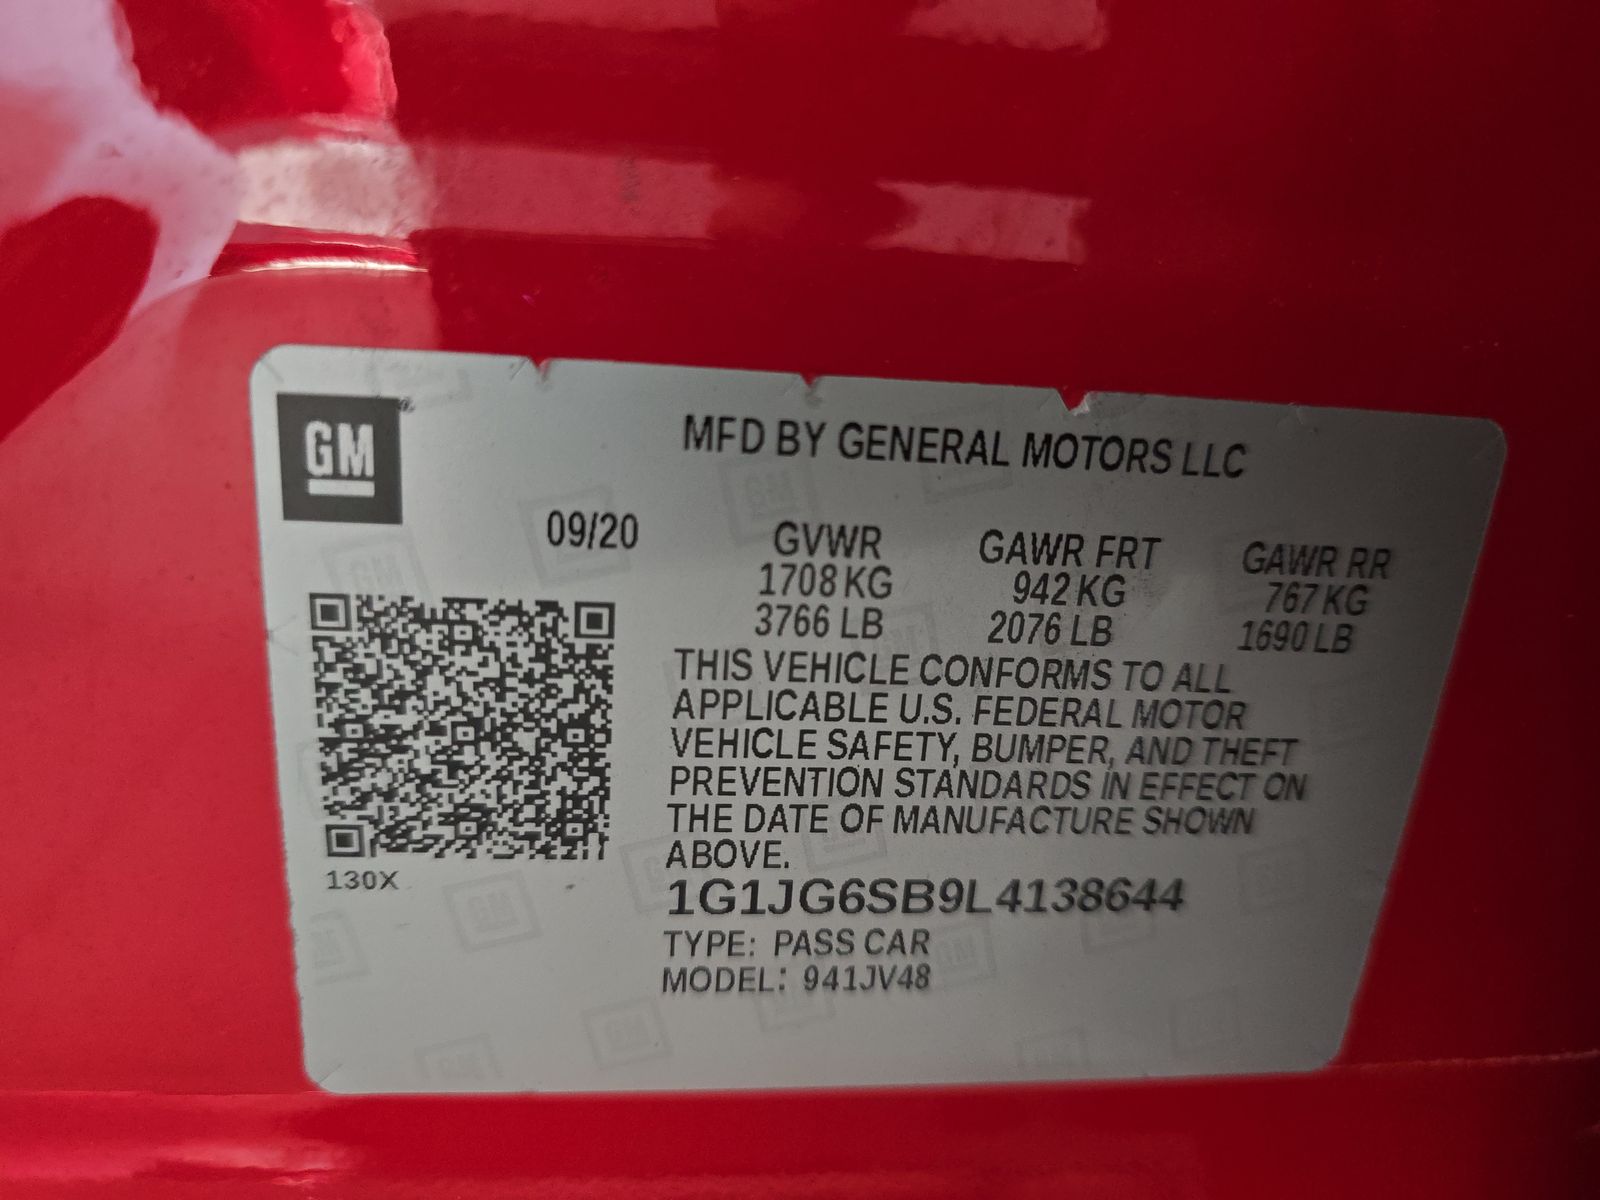 GM
MFD BY GENERAL MOTORS LLC
09/20
GVWR GAWR FRT GAWR RR
1708 KG 942 KG 767 KG
3766 LB 2076 LB 1690 LB
THIS VEHICLE CONFORMS TO ALL
APPLICABLE U.S. FEDERAL MOTOR
VEHICLE SAFETY, BUMPER, AND THEFT
PREVENTION STANDARDS IN EFFECT ON
THE DATE OF MANUFACTURE SHOWN
ABOVE.
130X
1G1JG6SB9L4138644
TYPE: PASS CAR
MODEL: 941JV48